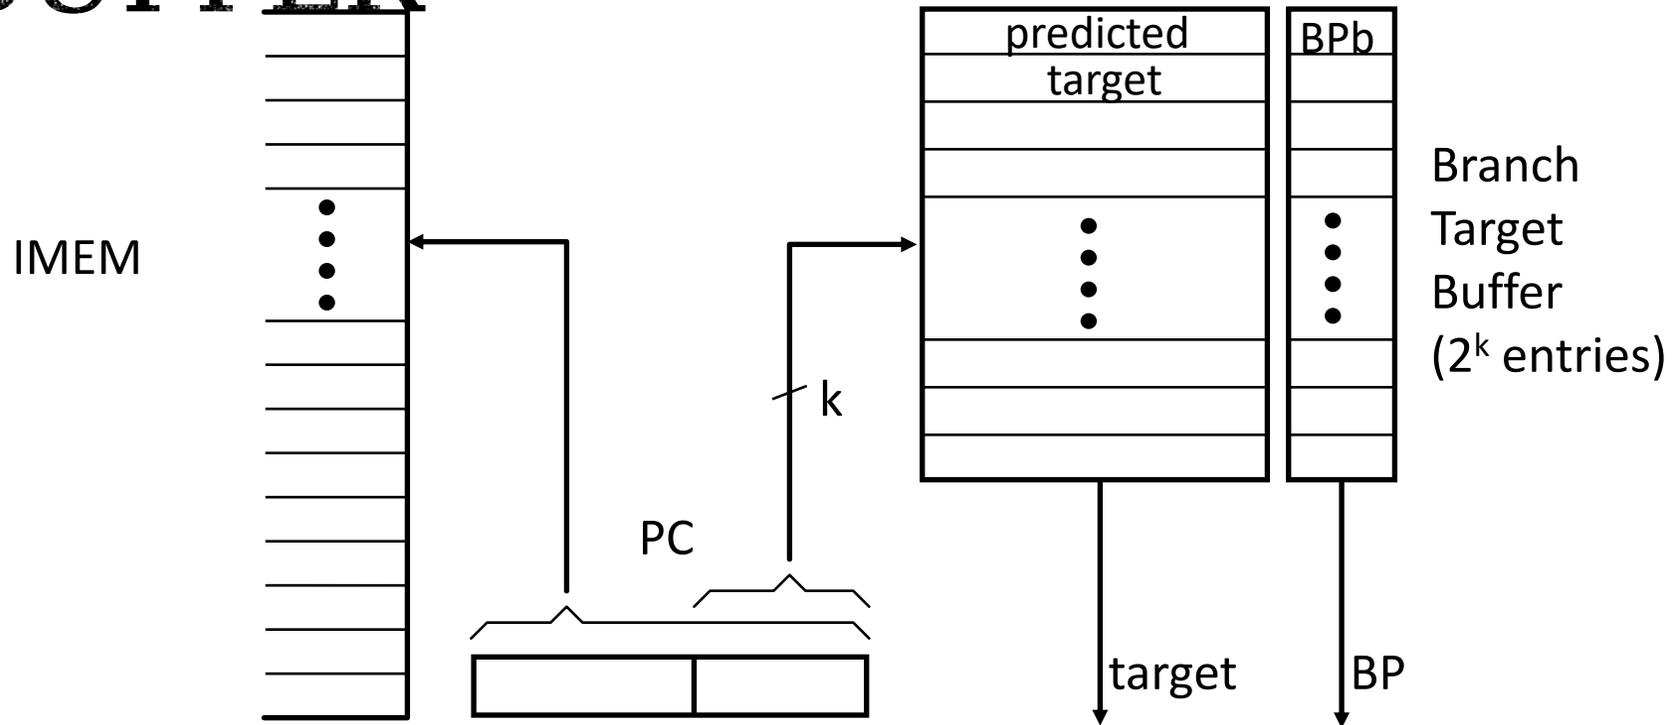 predicted
target
BPb
IMEM
Branch
Target
Buffer
(2ᵏ entries)
k
PC
target
BP